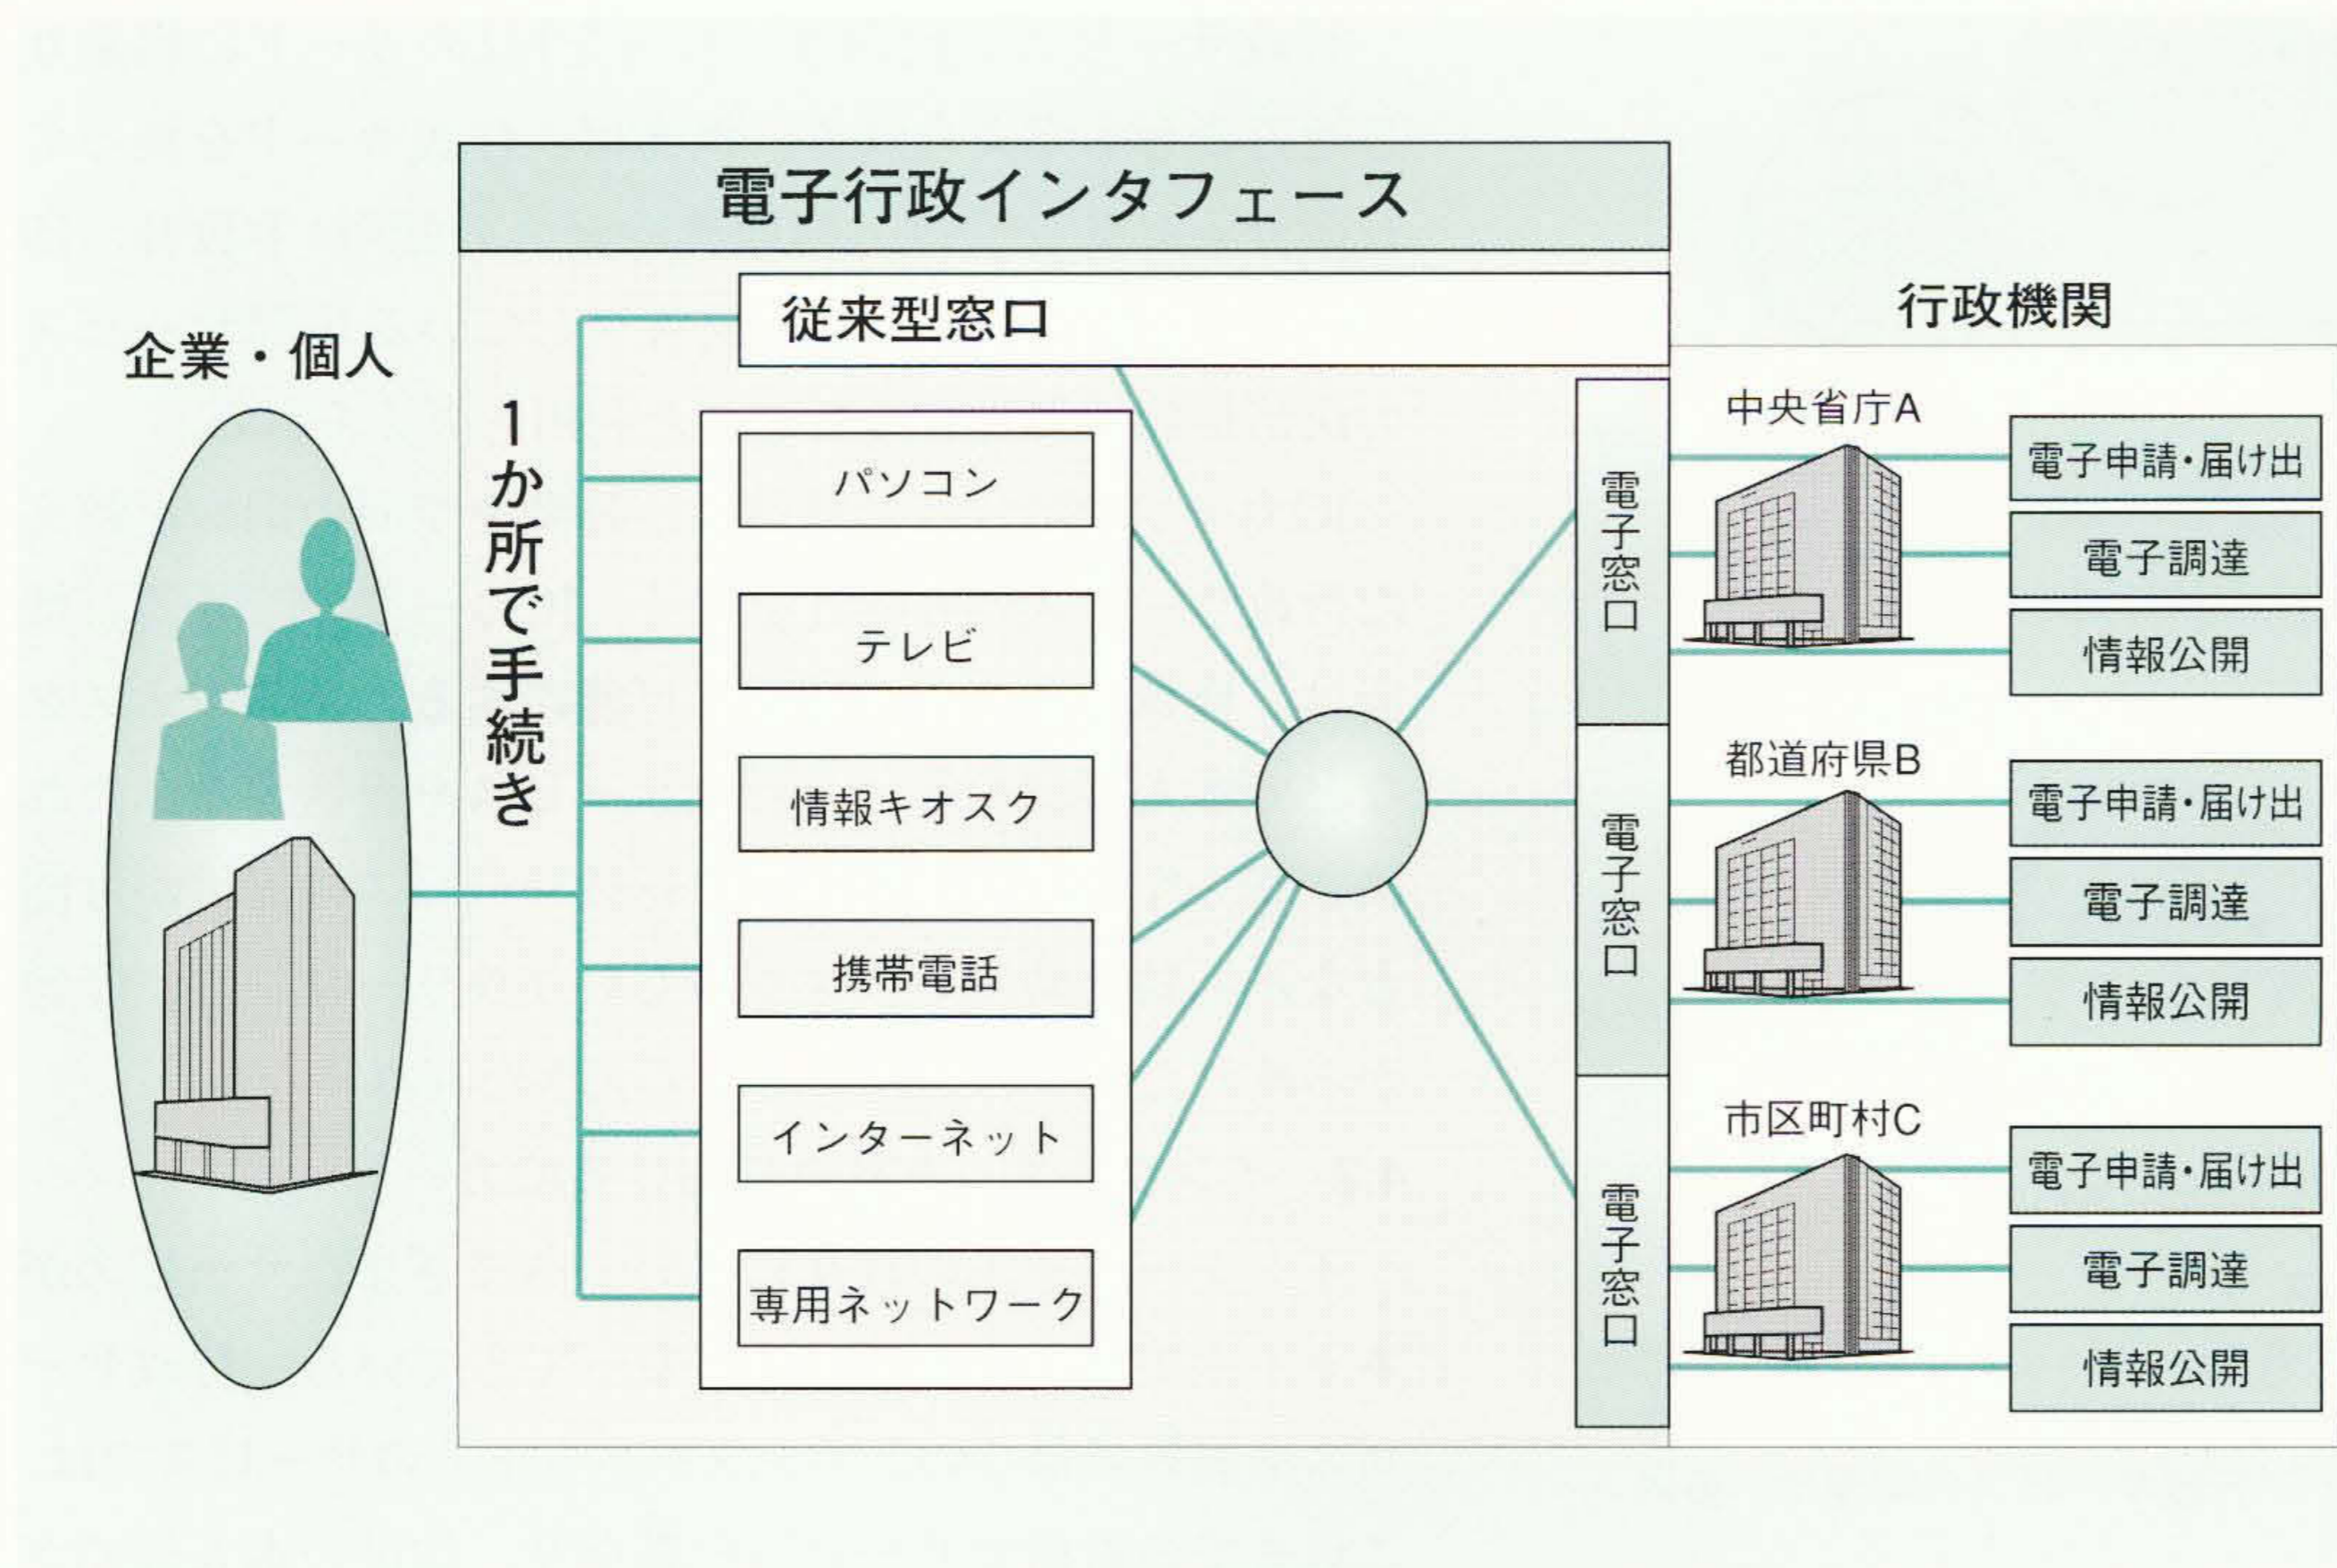 電子行政インタフェース
企業・個人
1か所で手続き
従来型窓口
パソコン
テレビ
情報キオスク
携帯電話
インターネット
専用ネットワーク
電子窓口
電子窓口
電子窓口
行政機関
中央省庁A
電子申請・届け出
電子調達
情報公開
都道府県B
電子申請・届け出
電子調達
情報公開
市区町村C
電子申請・届け出
電子調達
情報公開